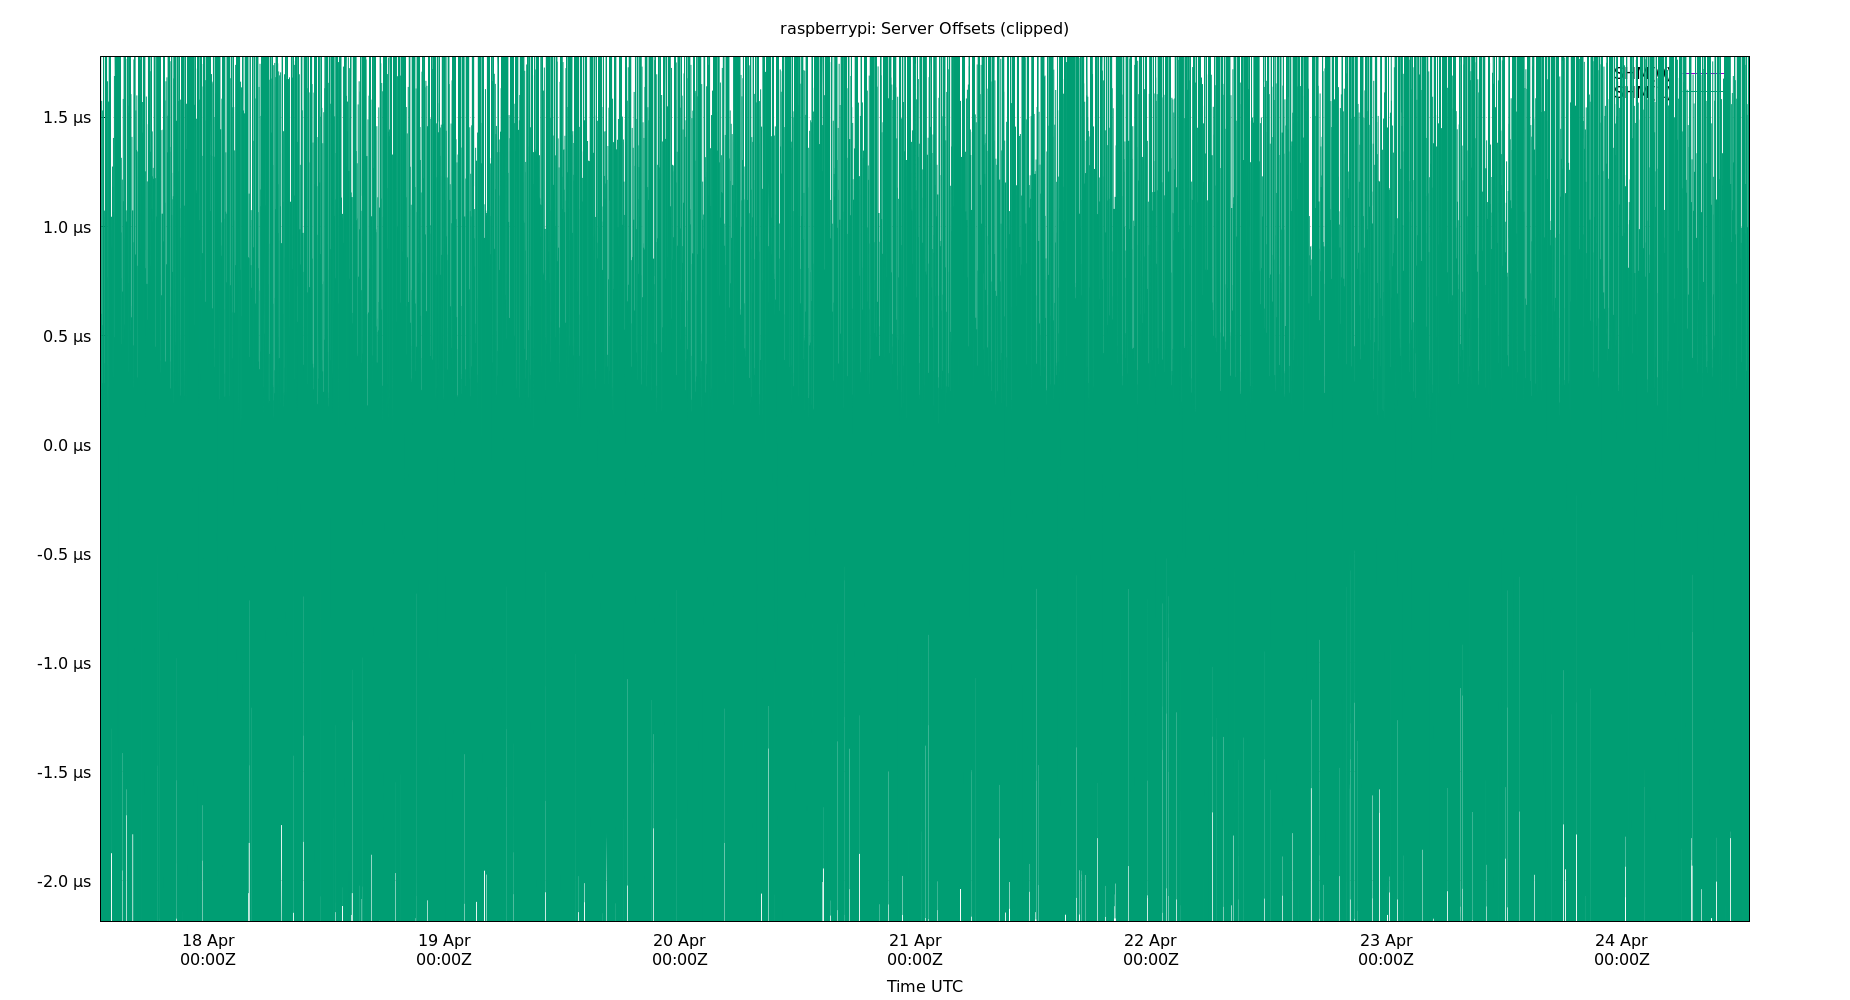 raspberrypi: Server Offsets (clipped)
1.5 µs
1.0 µs
0.5 µs
0.0 µs
-0.5 µs
-1.0 µs
-1.5 µs
-2.0 µs
18 Apr 19 Apr 20 Apr 21 Apr 22 Apr 23 Apr 24 Apr
00:00Z 00:00Z 00:00Z 00:00Z 00:00Z 00:00Z 00:00Z
Time UTC